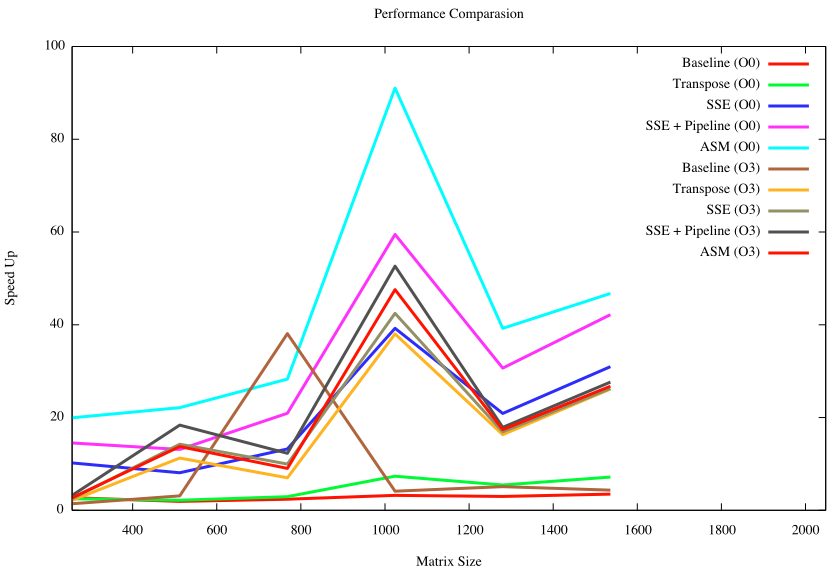 Performance Comparasion
100
80
60
40
20
0
Speed Up
Baseline (O0)
Transpose (O0)
SSE (O0)
SSE + Pipeline (O0)
ASM (O0)
Baseline (O3)
Transpose (O3)
SSE (O3)
SSE + Pipeline (O3)
ASM (O3)
400 600 800 1000 1200 1400 1600 1800 2000
Matrix Size